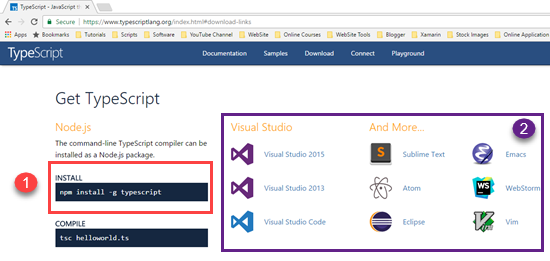 TypeScript - JavaScript th
Secure https://www.typescriptlang.org/index.html#download-links
Apps Bookmarks Tutorials Scripts Software YouTube Channel WebSite Online Courses WebSite Tools Blogger Xamarin Stock Images Online Application
TypeScript Documentation Samples Download Connect Playground
Get TypeScript
Node.js
The command-line TypeScript compiler can be
installed as a Node.js package.
1
INSTALL
npm install -g typescript
COMPILE
tsc helloworld.ts
2
Visual Studio And More...
Visual Studio 2015 Sublime Text Emacs
Visual Studio 2013 Atom WS WebStorm
Visual Studio Code Eclipse Vim